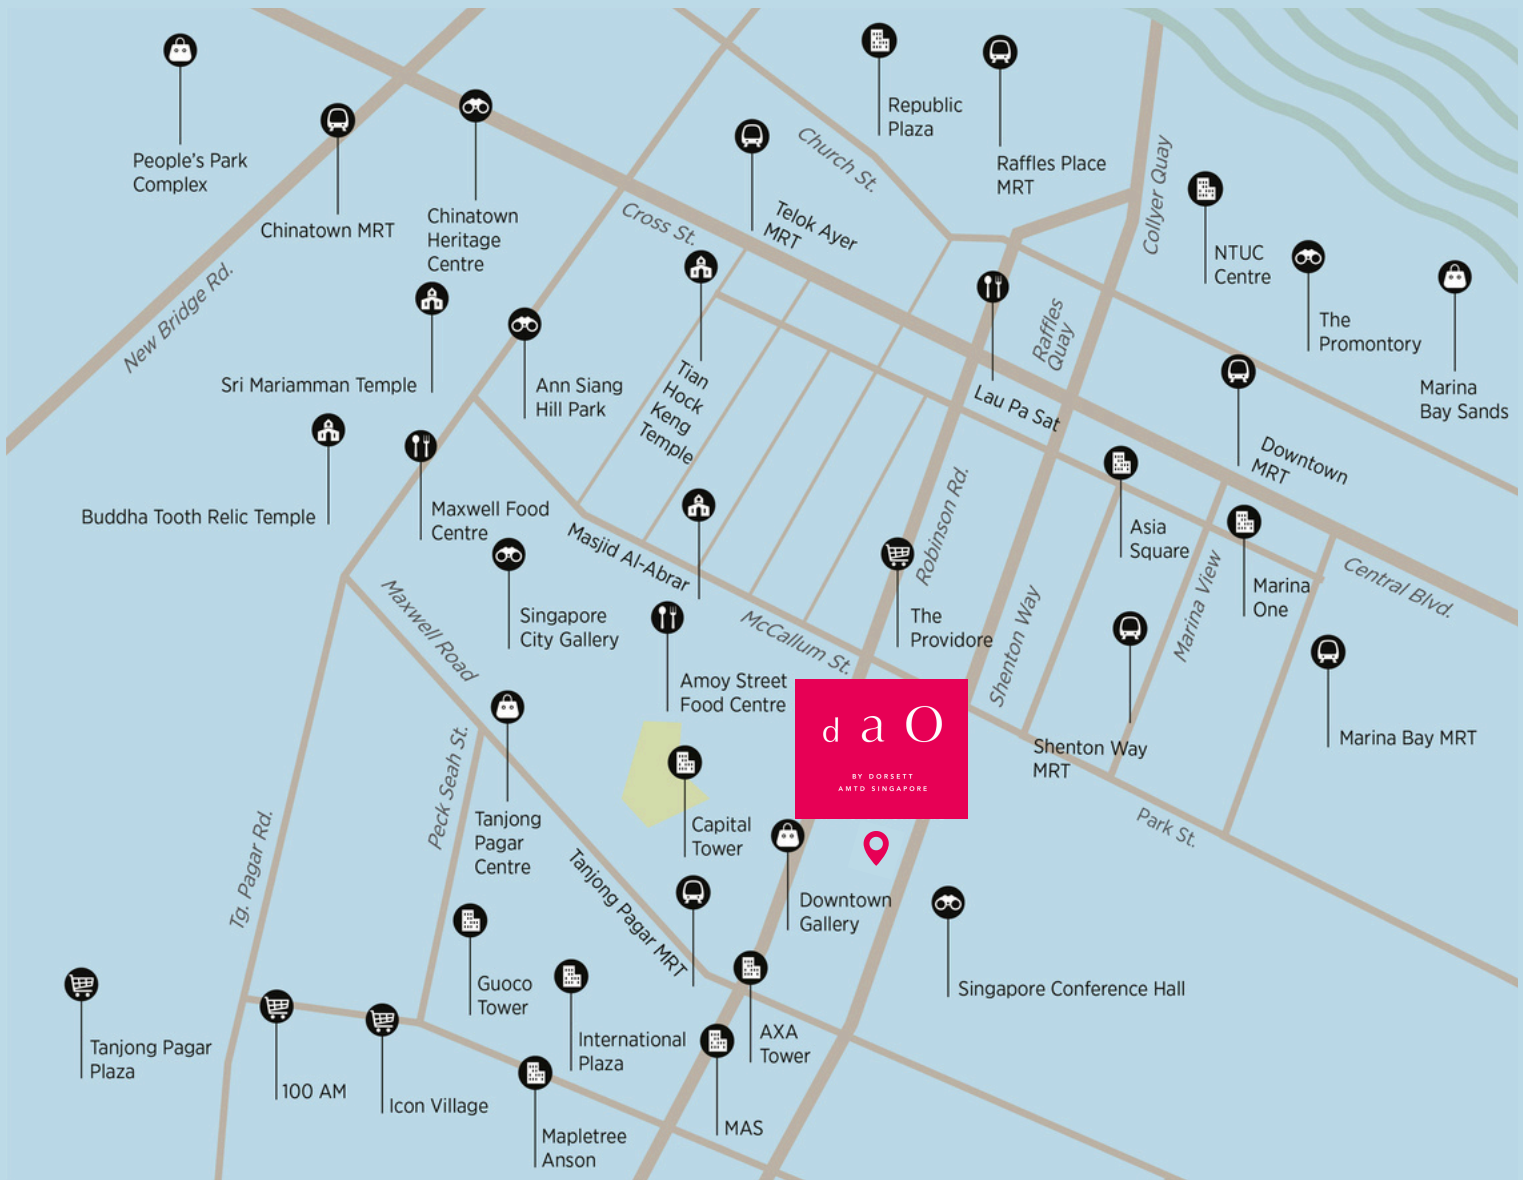 People's Park
Complex
Chinatown MRT
Chinatown
Heritage
Centre
Republic
Plaza
Raffles Place
MRT
Church St.
Telok Ayer
MRT
Cross St.
Collyer Quay
NTUC
Centre
The
Promontory
Marina
Bay Sands
New Bridge Rd.
Sri Mariamman Temple
Ann Siang
Hill Park
Tian
Hock
Keng
Temple
Raffles
Quay
Lau Pa Sat
Downtown
MRT
Buddha Tooth Relic Temple
Maxwell Food
Centre
Masjid Al-Abrar
Robinson Rd.
Asia
Square
Marina
One
Central Blvd.
Maxwell Road
Singapore
City Gallery
McCallum St.
The
Providore
Shenton Way
Marina View
Amoy Street
Food Centre
dao
BY DORSETT
AMTD SINGAPORE
Shenton Way
MRT
Marina Bay MRT
Peck Seah St.
Tanjong
Pagar
Centre
Capital
Tower
Park St.
Tg. Pagar Rd.
Tanjong Pagar MRT
Downtown
Gallery
Guoco
Tower
International
Plaza
AXA
Tower
Singapore Conference Hall
Tanjong Pagar
Plaza
100 AM
Icon Village
Mapletree
Anson
MAS